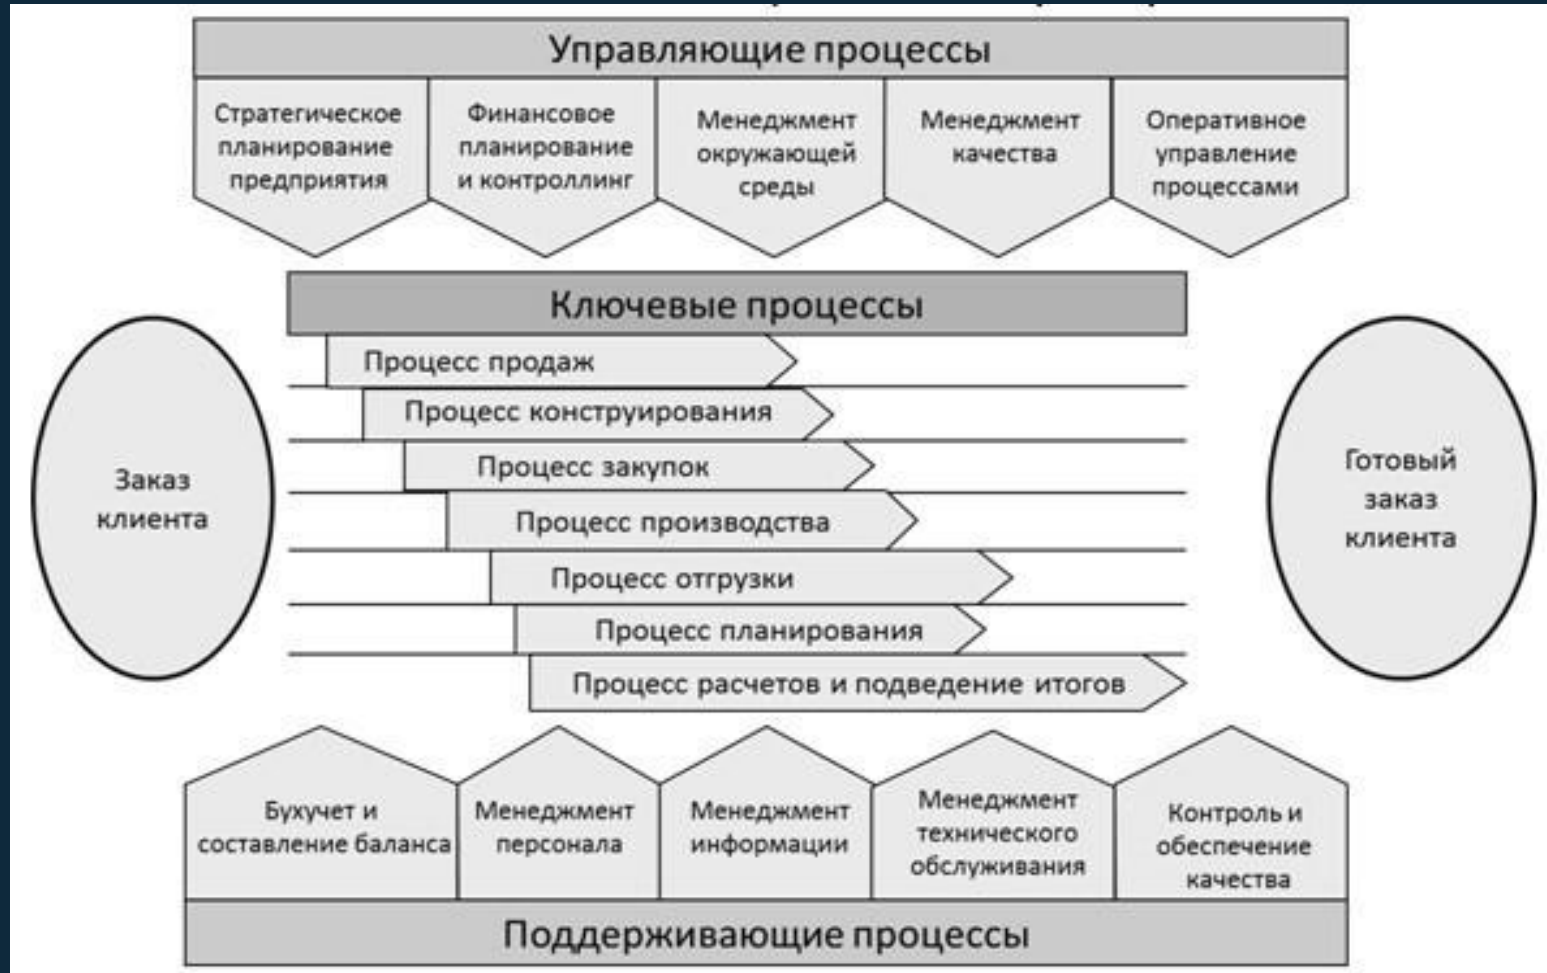 Управляющие процессы
Стратегическое
планирование
предприятия
Финансовое
планирование
и контроллинг
Менеджмент
окружающей
среды
Менеджмент
качества
Оперативное
управление
процессами
Ключевые процессы
Процесс продаж
Процесс конструирования
Процесс закупок
Процесс производства
Процесс отгрузки
Процесс планирования
Процесс расчетов и подведение итогов
Заказ
клиента
Готовый
заказ
клиента
Бухучет и
составление баланса
Менеджмент
персонала
Менеджмент
информации
Менеджмент
технического
обслуживания
Контроль и
обеспечение
качества
Поддерживающие процессы